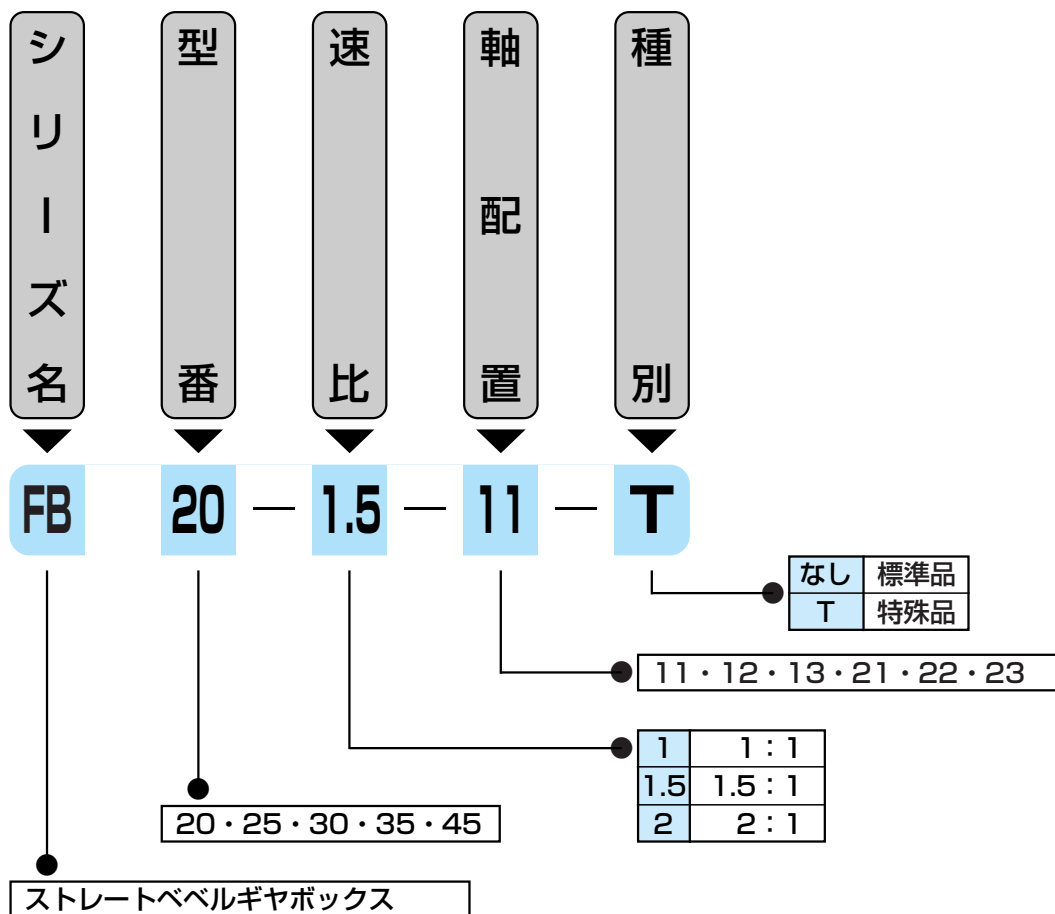 シリーズ名
型番
速比
軸配置
種別
FB 20 — 1.5 — 11 — T
なし 標準品
T 特殊品
11・12・13・21・22・23
1 1：1
1.5 1.5：1
2 2：1
20・25・30・35・45
ストレートベベルギヤボックス